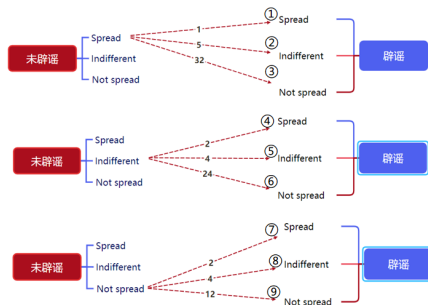 ① Spread
Spread 1
未辟谣 Indifferent 5 ② Indifferent 辟谣
Not spread 32 ③
Not spread
④ Spread
Spread 2
未辟谣 Indifferent 4 ⑤ Indifferent 辟谣
Not spread 24 ⑥ Not spread
⑦ Spread
Spread
未辟谣 Indifferent 2 ⑧ Indifferent 辟谣
Not spread 4
12 ⑨ Not spread